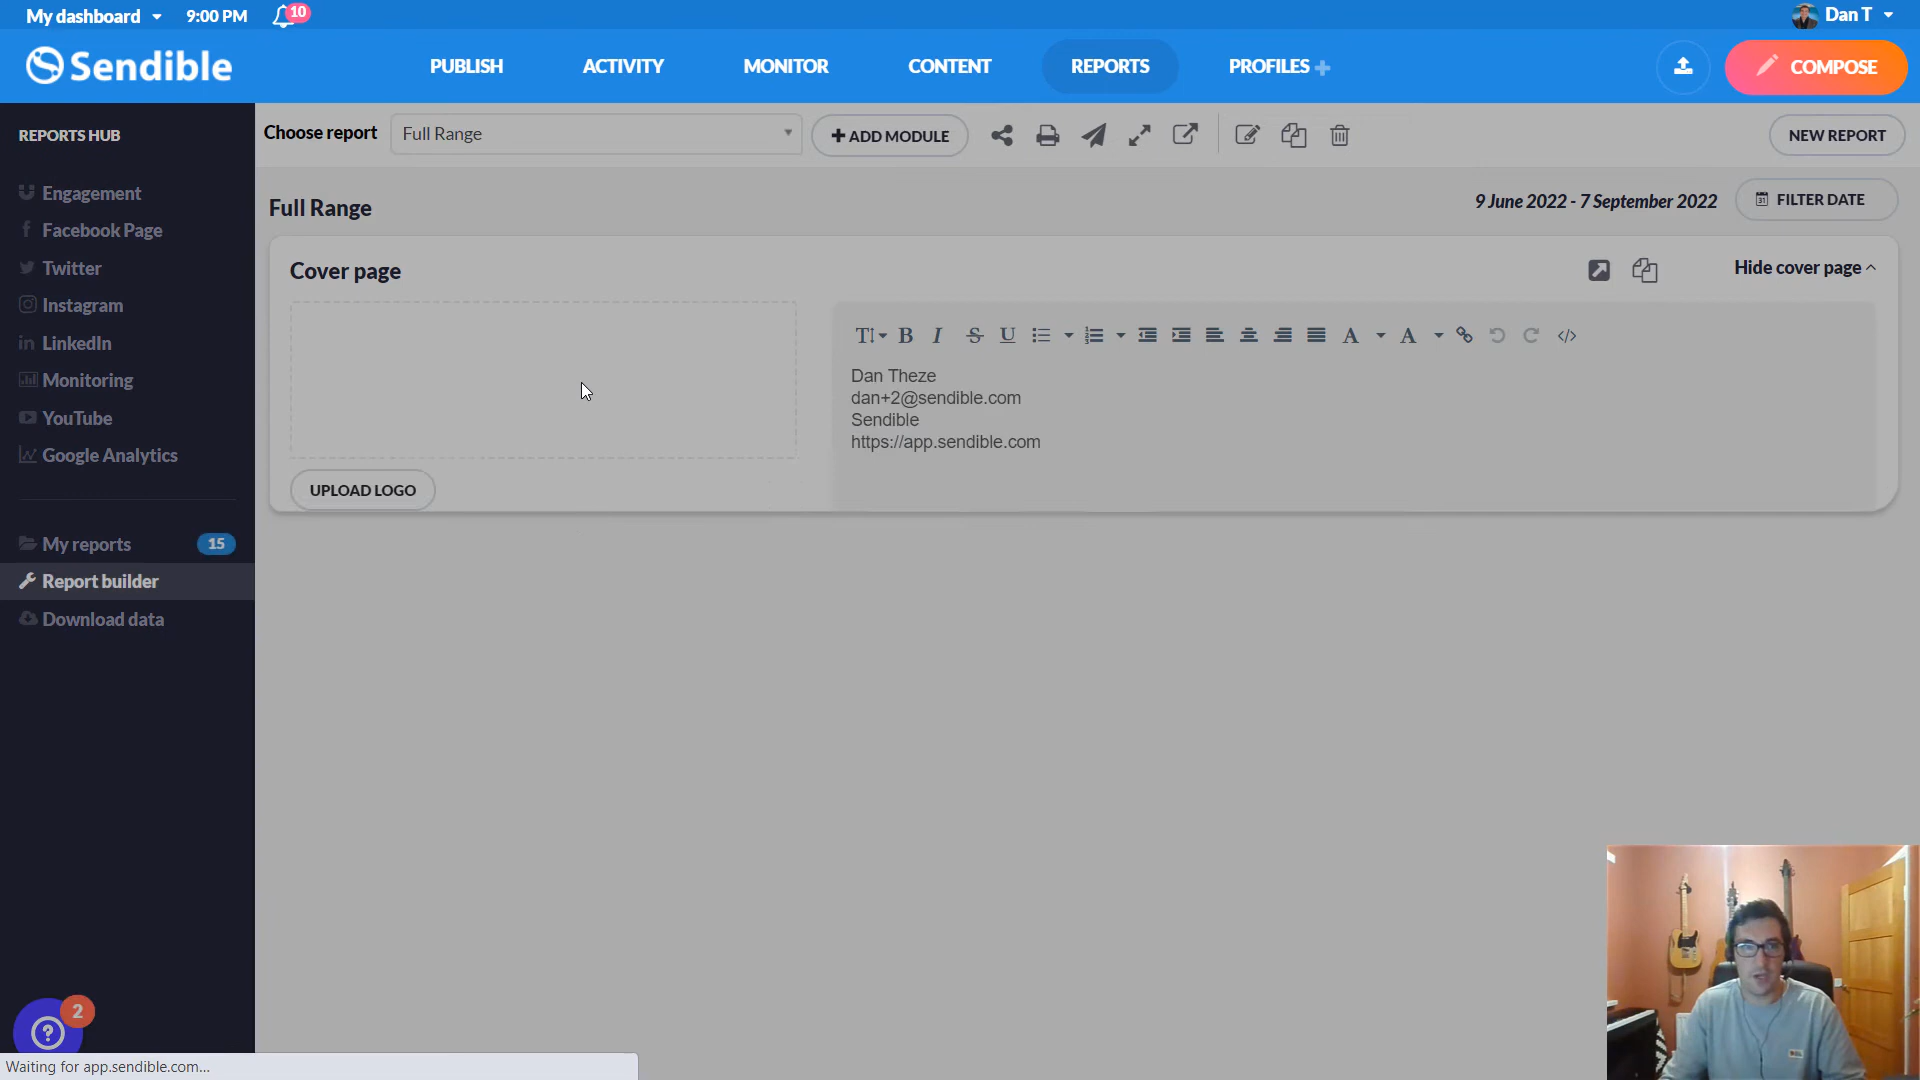 My dashboard 9:00 PM 10 Dan T
Sendible PUBLISH ACTIVITY MONITOR CONTENT REPORTS PROFILES COMPOSE
REPORTS HUB
Engagement
Facebook Page
Twitter
Instagram
LinkedIn
Monitoring
YouTube
Google Analytics
My reports 15
Report builder
Download data
2
Choose report Full Range + ADD MODULE NEW REPORT
Full Range 9 June 2022 - 7 September 2022 FILTER DATE
Cover page Hide cover page
Dan Theze
dan+2@sendible.com
Sendible
https://app.sendible.com
UPLOAD LOGO
Waiting for app.sendible.com...